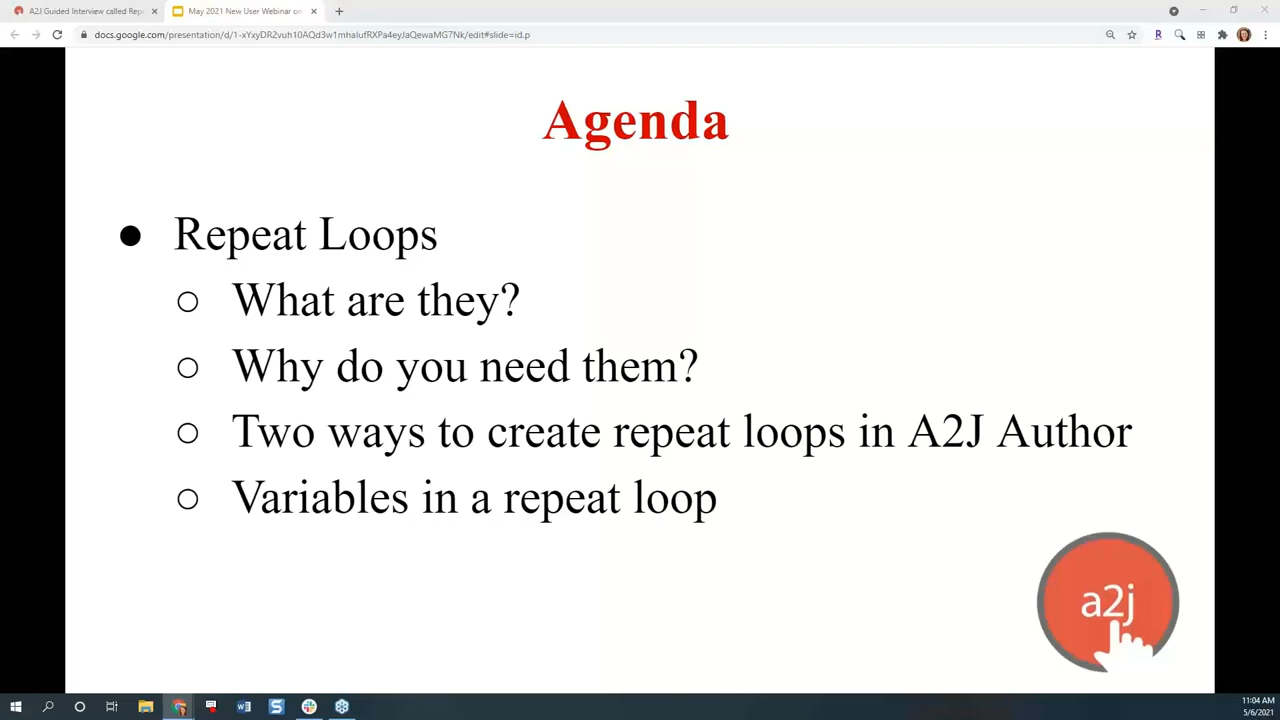 A2J Guided Interview called Rep
May 2021 New User Webinar on
docs.google.com/presentation/d/1-xYxyDR2vuh10AQd3w1mhaIufRXPa4eyJaQewaMG7Nk/edit#slide=id.p
Agenda
● Repeat Loops
○ What are they?
○ Why do you need them?
○ Two ways to create repeat loops in A2J Author
○ Variables in a repeat loop
a2j
11:04 AM
5/6/2021